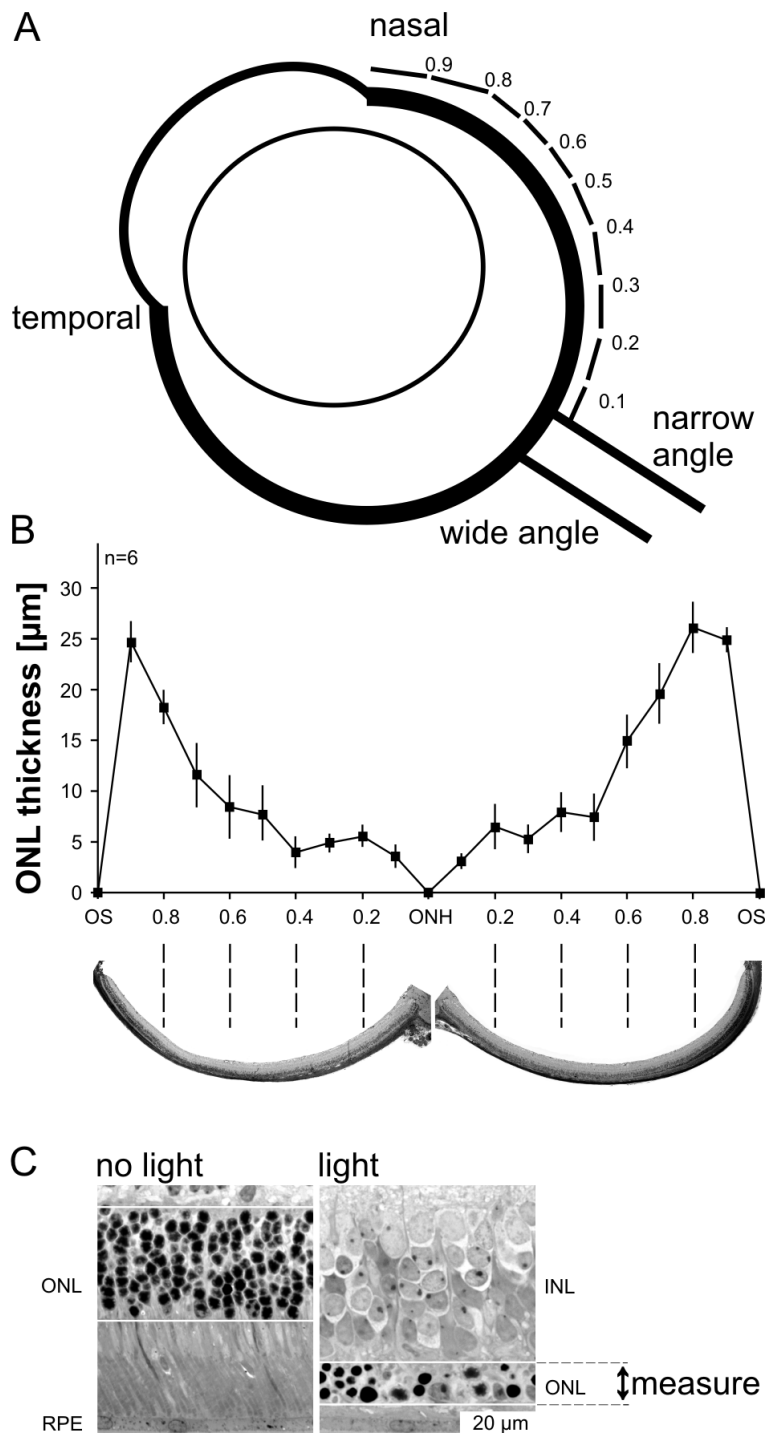 A
nasal
0.9
0.8
0.7
0.6
0.5
0.4
0.3
0.2
0.1
temporal
narrow
angle
wide angle
B
n=6
ONL thickness [µm]
30
25
20
15
10
5
0
OS 0.8 0.6 0.4 0.2 ONH 0.2 0.4 0.6 0.8 OS
C
no light light
ONL
RPE
INL
ONL
measure
20 µm